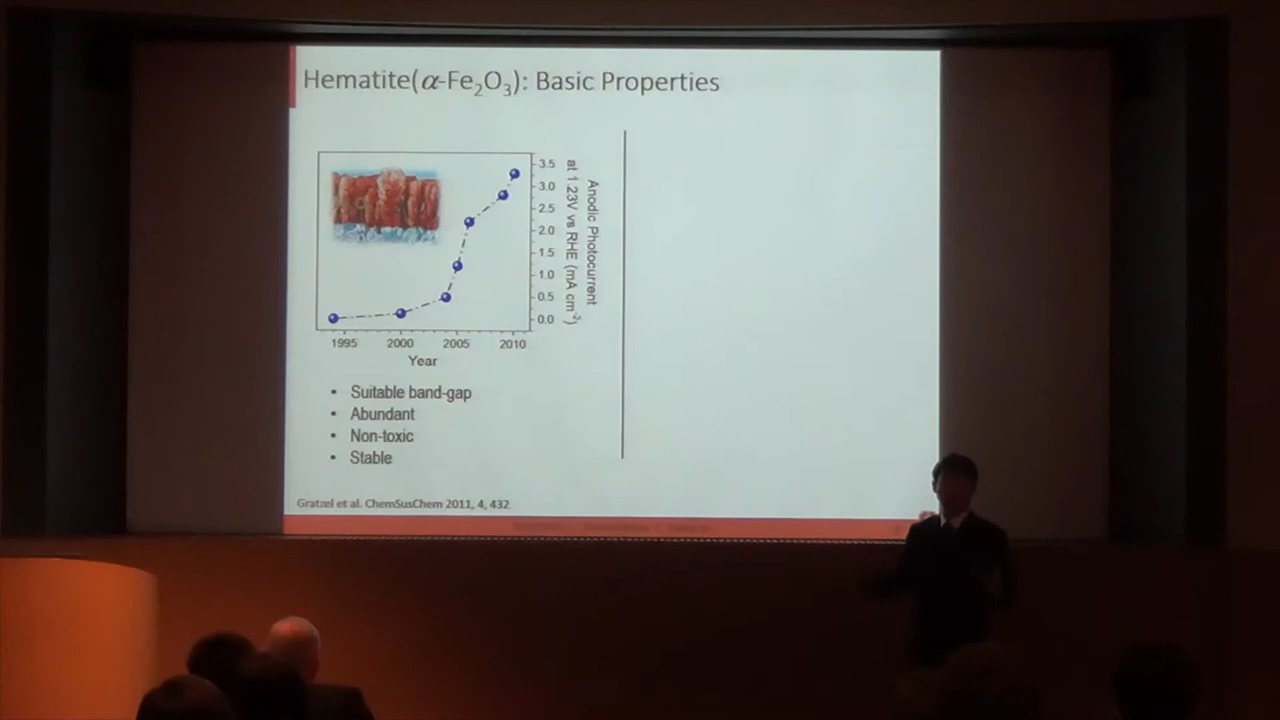 Hematite(α-Fe2O3): Basic Properties
3.5
3.0
2.5
2.0
1.5
1.0
0.5
0.0
Anodic Photocurrent
at 1.23V vs RHE (mA cm-2)
1995 2000 2005 2010
Year
• Suitable band-gap
• Abundant
• Non-toxic
• Stable
Gratzel et al. ChemSusChem 2011, 4, 432